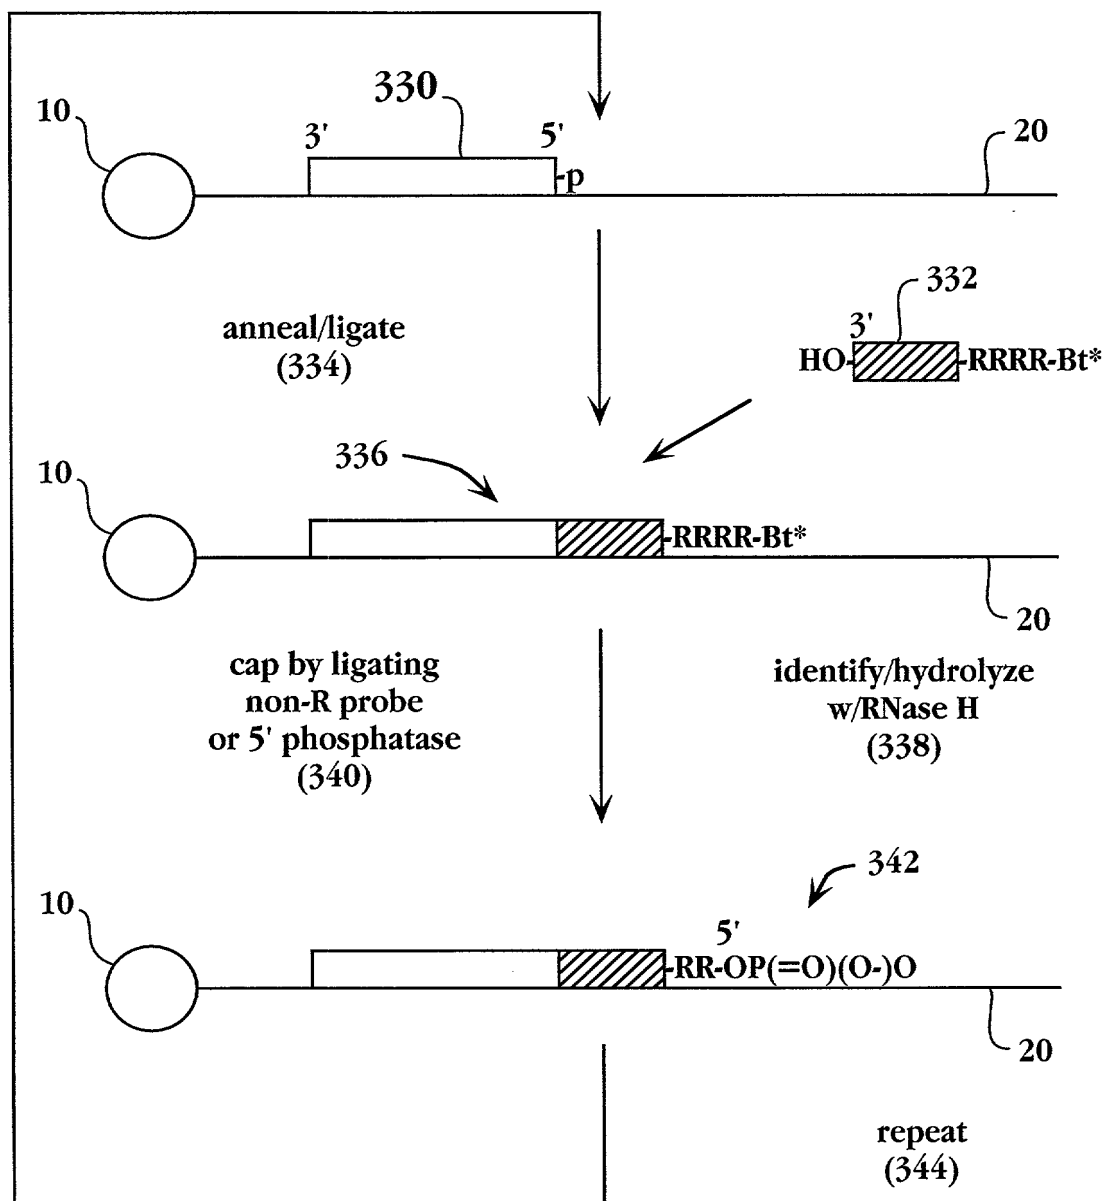 330
10
3'
5'
20
-p
332
anneal/ligate
(334)
3'
HO-
-RRRR-Bt*
336
10
-RRRR-Bt*
20
cap by ligating
non-R probe
or 5' phosphatase
(340)
identify/hydrolyze
w/RNase H
(338)
342
10
5'
-RR-OP(=O)(O-)O
20
repeat
(344)